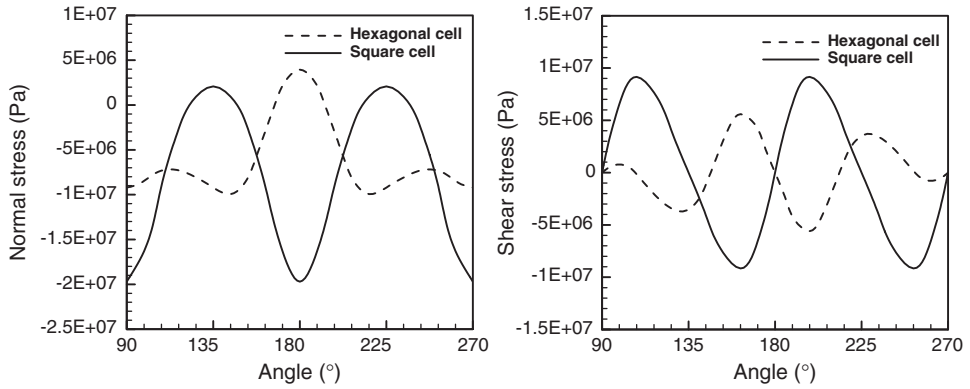 1E+07
5E+06
0
-5E+06
-1E+07
-1.5E+07
-2E+07
-2.5E+07
Normal stress (Pa)
Hexagonal cell
Square cell
90
135
180
225
270
Angle (°)
1.5E+07
1E+07
5E+06
0
-5E+06
-1E+07
-1.5E+07
Shear stress (Pa)
Hexagonal cell
Square cell
90
135
180
225
270
Angle (°)